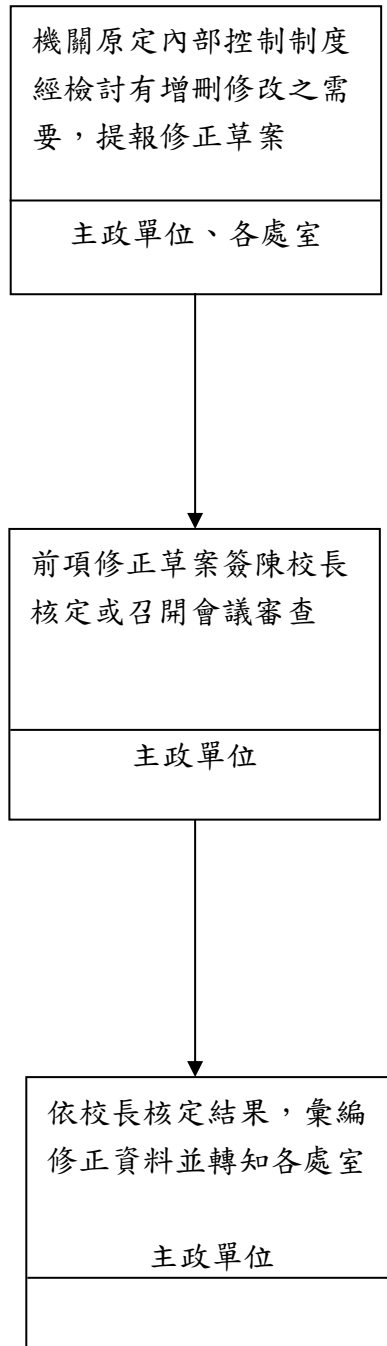 機關原定內部控制制度
經檢討有增刪修改之需
要，提報修正草案
主政單位、各處室
前項修正草案簽陳校長
核定或召開會議審查
主政單位
依校長核定結果，彙編
修正資料並轉知各處室
主政單位